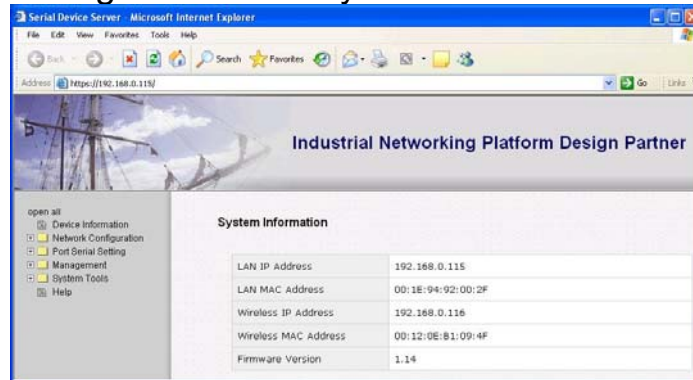 Serial Device Server - Microsoft Internet Explorer
File Edit View Favorites Tools Help
Back Search Favorites
Address https://192.168.0.115/ Go Links
Industrial Networking Platform Design Partner
open all
Device Information
Network Configuration
Port Serial Setting
Management
System Tools
Help
System Information
LAN IP Address 192.168.0.115
LAN MAC Address 00:1E:94:92:00:2F
Wireless IP Address 192.168.0.116
Wireless MAC Address 00:12:0E:81:09:4F
Firmware Version 1.14